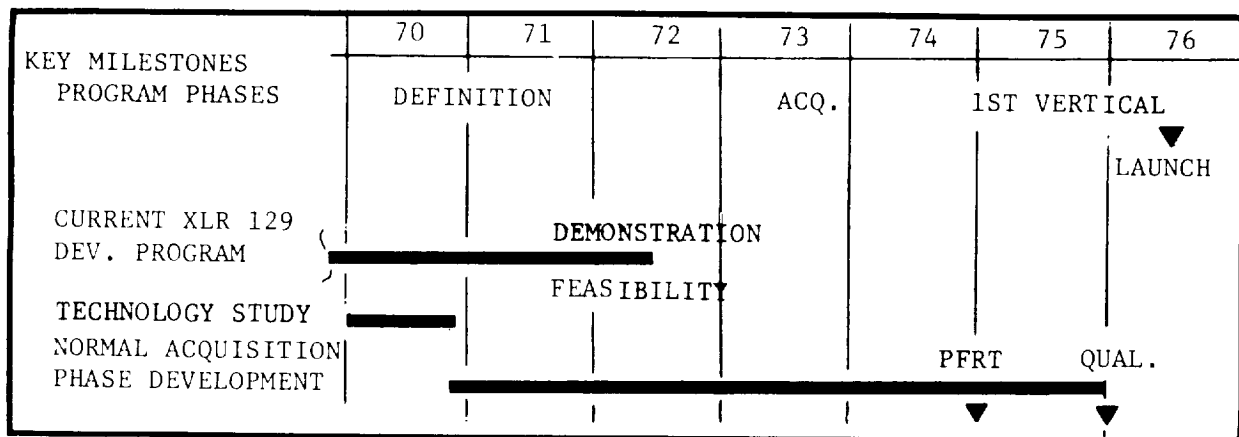 70 71 72 73 74 75 76
KEY MILESTONES
PROGRAM PHASES DEFINITION ACQ. 1ST VERTICAL
LAUNCH
CURRENT XLR 129 DEMONSTRATION
DEV. PROGRAM
FEASIBILITY
TECHNOLOGY STUDY
NORMAL ACQUISITION PFRT QUAL.
PHASE DEVELOPMENT